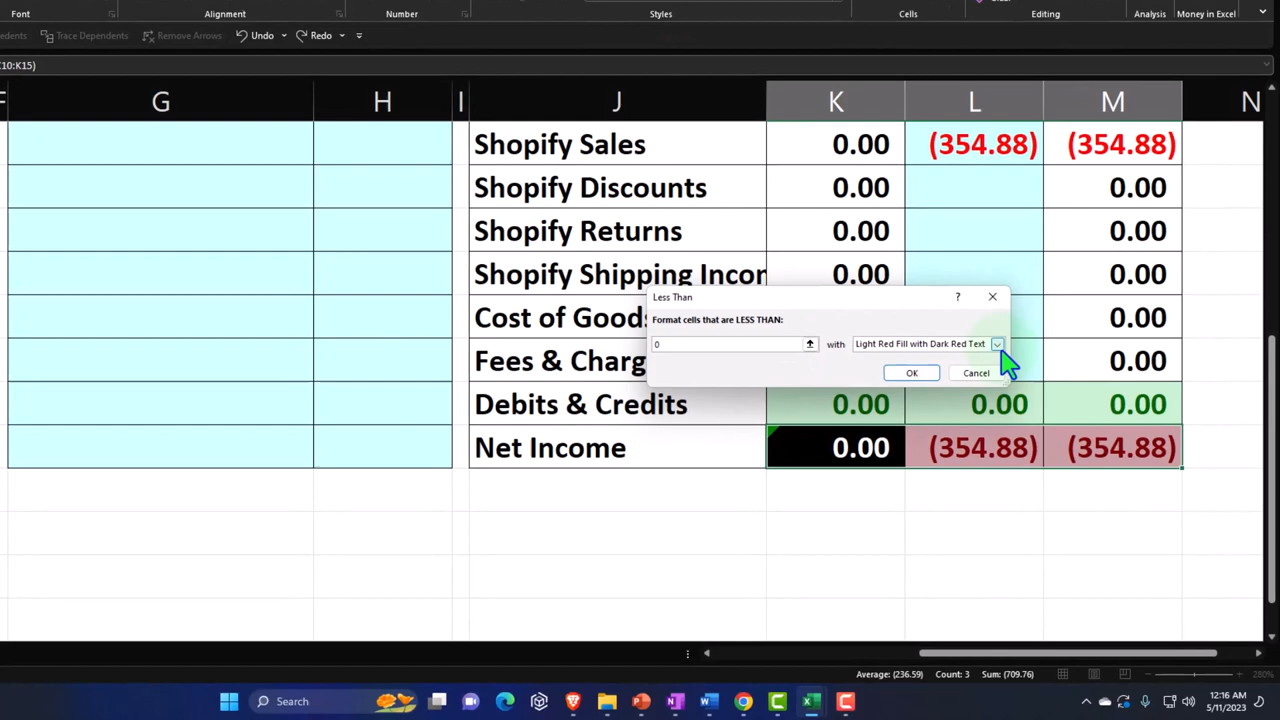 Font Alignment Number Styles Cells Editing Analysis Money in Excel
Trace Dependents Remove Arrows Undo Redo
10:K15)
G H I J K L M N
Shopify Sales 0.00 (354.88) (354.88)
Shopify Discounts 0.00 0.00
Shopify Returns 0.00 0.00
Shopify Shipping Incom 0.00 0.00
Less Than ? ×
Format cells that are LESS THAN:
Cost of Goods 0.00
0 with Light Red Fill with Dark Red Text
Fees & Charg 0.00
OK Cancel
Debits & Credits 0.00 0.00 0.00
Net Income 0.00 (354.88) (354.88)
Average: (236.59) Count: 3 Sum: (709.76) 280%
Search
12:16 AM
5/11/2023